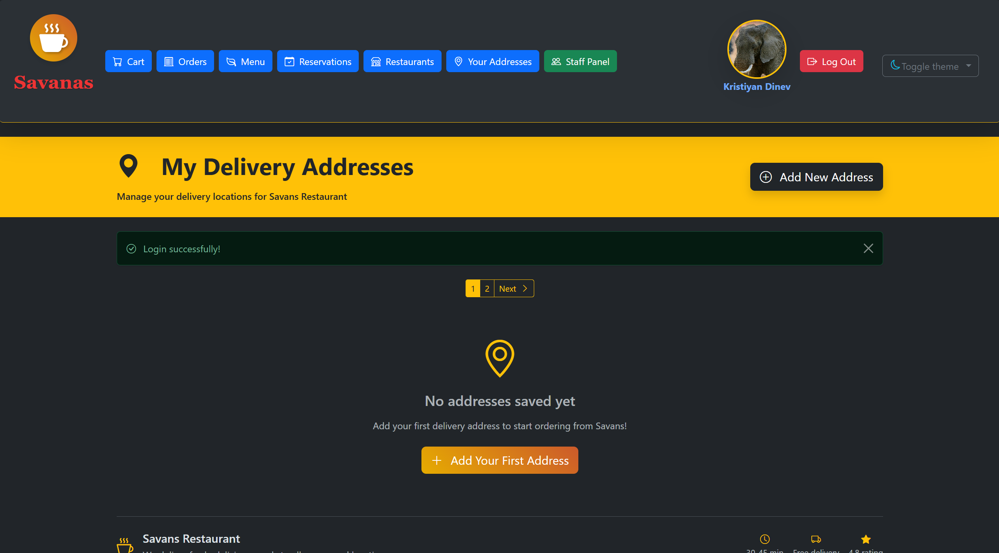 Savanas
Cart
Orders
Menu
Reservations
Restaurants
Your Addresses
Staff Panel
Kristiyan Dinev
Log Out
Toggle theme
My Delivery Addresses
Manage your delivery locations for Savans Restaurant
Add New Address
Login successfully!
1 2 Next
No addresses saved yet
Add your first delivery address to start ordering from Savans!
Add Your First Address
Savans Restaurant
30-45 min
Free delivery
4.8 rating